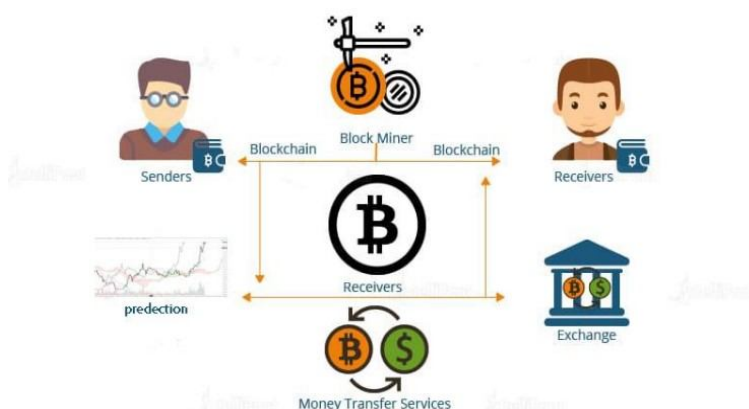 Block Miner
Blockchain
Blockchain
Senders
Receivers
Receivers
predection
Exchange
Money Transfer Services